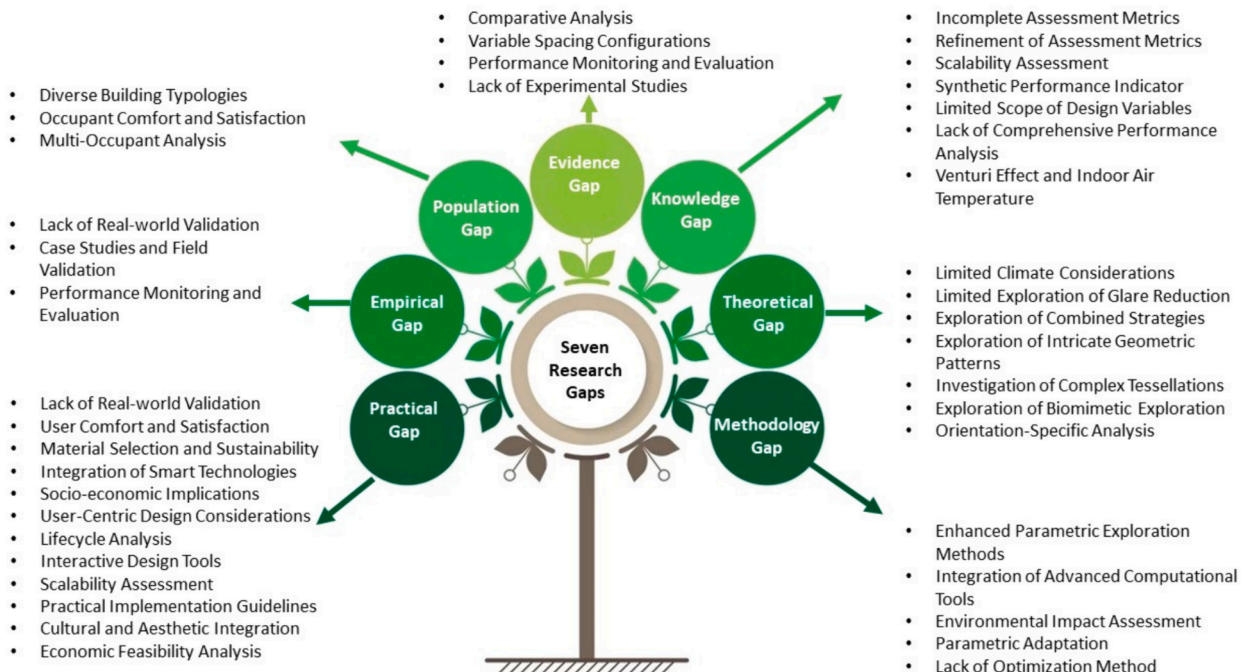 • Comparative Analysis
• Variable Spacing Configurations
• Performance Monitoring and Evaluation
• Lack of Experimental Studies
• Incomplete Assessment Metrics
• Refinement of Assessment Metrics
• Scalability Assessment
• Synthetic Performance Indicator
• Limited Scope of Design Variables
• Lack of Comprehensive Performance
Analysis
• Venturi Effect and Indoor Air
Temperature
• Diverse Building Typologies
• Occupant Comfort and Satisfaction
• Multi-Occupant Analysis
Evidence
Gap
Population
Gap
Knowledge
Gap
• Lack of Real-world Validation
• Case Studies and Field
Validation
• Performance Monitoring and
Evaluation
Empirical
Gap
Theoretical
Gap
• Limited Climate Considerations
• Limited Exploration of Glare Reduction
• Exploration of Combined Strategies
• Exploration of Intricate Geometric
Patterns
• Investigation of Complex Tessellations
• Exploration of Biomimetic Exploration
• Orientation-Specific Analysis
Seven
Research
Gaps
Practical
Gap
Methodology
Gap
• Lack of Real-world Validation
• User Comfort and Satisfaction
• Material Selection and Sustainability
• Integration of Smart Technologies
• Socio-economic Implications
• User-Centric Design Considerations
• Lifecycle Analysis
• Interactive Design Tools
• Scalability Assessment
• Practical Implementation Guidelines
• Cultural and Aesthetic Integration
• Economic Feasibility Analysis
• Enhanced Parametric Exploration
Methods
• Integration of Advanced Computational
Tools
• Environmental Impact Assessment
• Parametric Adaptation
• Lack of Optimization Method